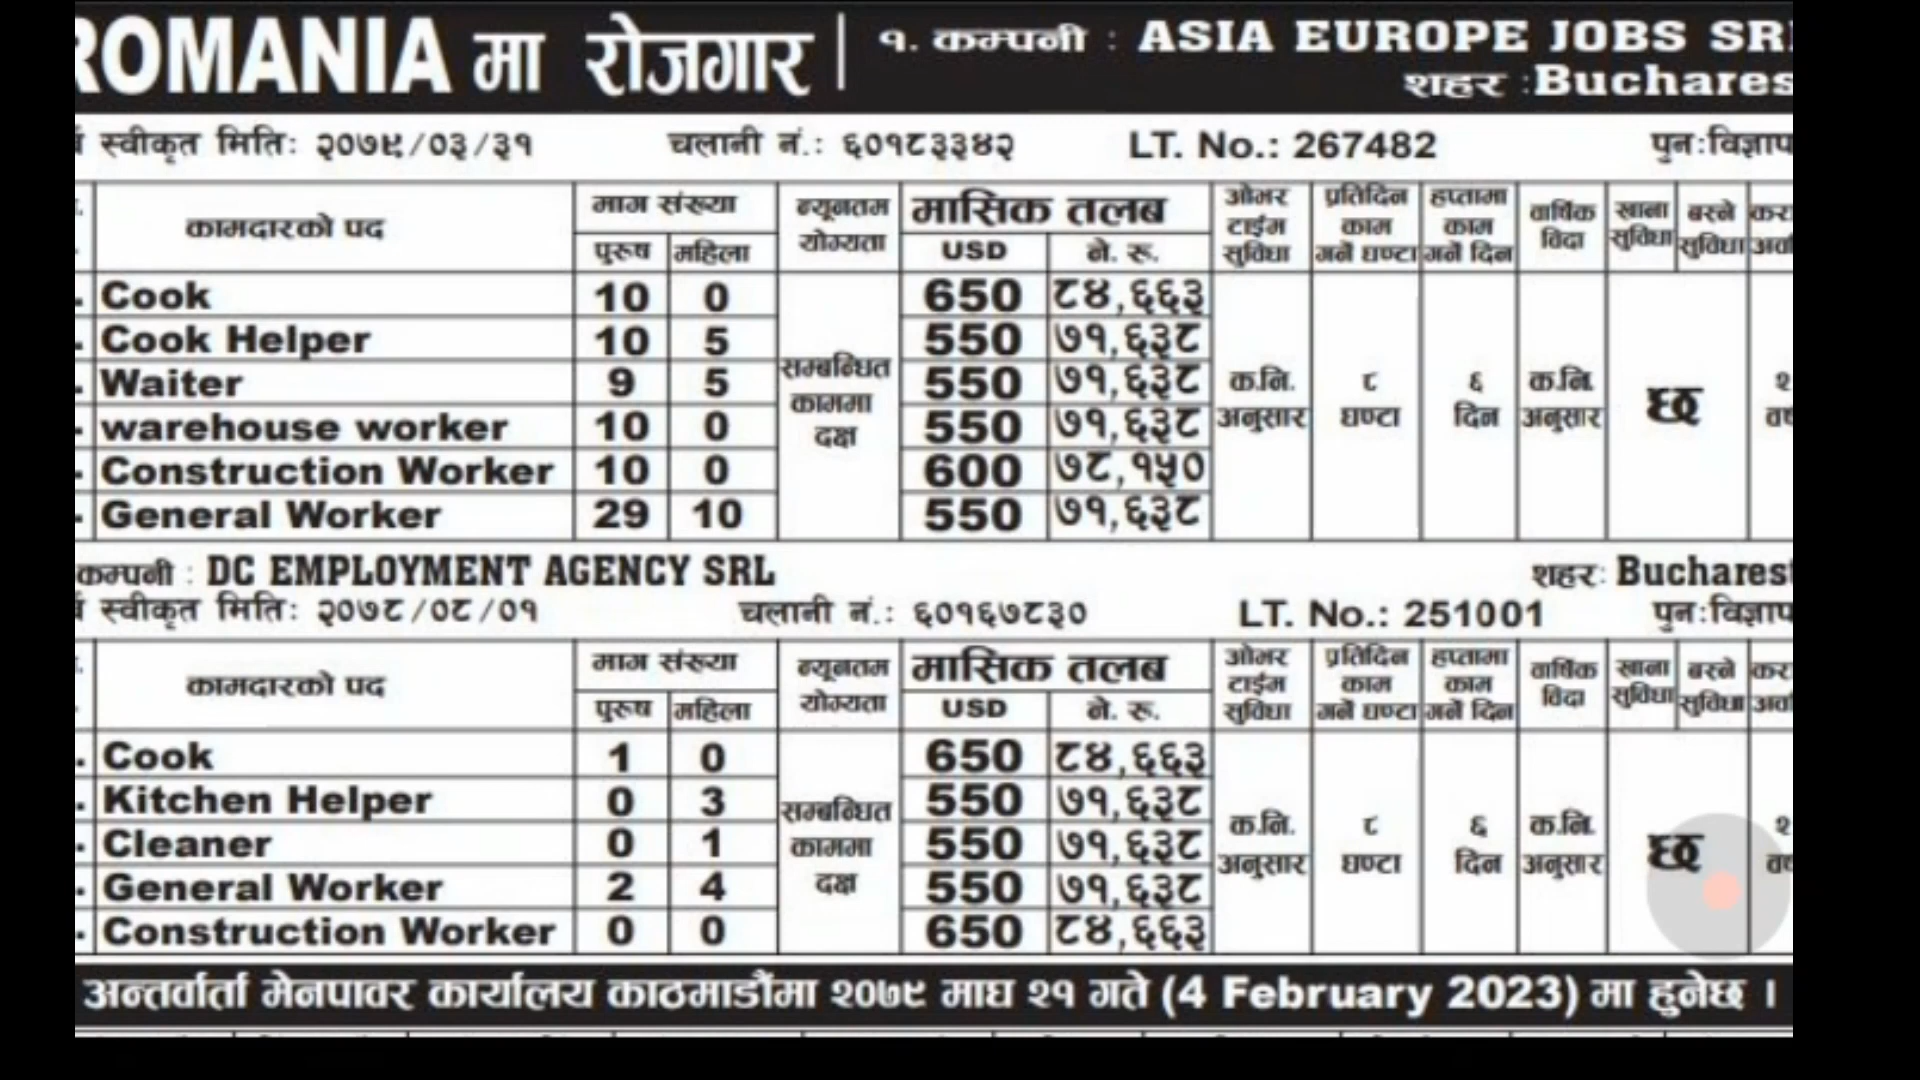 ROMANIA मा रोजगार | १. कम्पनी : ASIA EUROPE JOBS SRL
शहर : Bucharest
स्वीकृत मितिः २०७९/०३/३१ चलानी नं.: ६०१८३३४२ LT. No.: 267482 पुन:विज्ञाप
कामदारको पद माग संख्या न्यूनतम योग्यता मासिक तलब ओभर टाईम सुविधा प्रतिदिन काम गर्ने घण्टा हप्तामा काम गर्ने दिन वार्षिक विदा खाना सुविधा बस्ने सुविधा
पुरुष महिला USD ने. रू.
Cook 10 0 650 ८४,६६३
Cook Helper 10 5 550 ७१,६३८
Waiter 9 5 550 ७१,६३८
warehouse worker 10 0 550 ७१,६३८
Construction Worker 10 0 600 ७८,१५०
General Worker 29 10 550 ७१,६३८
सम्बन्धित काममा दक्ष क.नि. अनुसार ८ घण्टा ६ दिन क.नि. अनुसार छ २
कम्पनी : DC EMPLOYMENT AGENCY SRL शहरः Bucharest
स्वीकृत मितिः २०७८/०८/०१ चलानी नं.: ६०१६७८३० LT. No.: 251001 पुन:विज्ञाप
कामदारको पद माग संख्या न्यूनतम योग्यता मासिक तलब ओभर टाईम सुविधा प्रतिदिन काम गर्ने घण्टा हप्तामा काम गर्ने दिन वार्षिक विदा खाना सुविधा बस्ने सुविधा
पुरुष महिला USD ने. रू.
Cook 1 0 650 ८४,६६३
Kitchen Helper 0 3 550 ७१,६३८
Cleaner 0 1 550 ७१,६३८
General Worker 2 4 550 ७१,६३८
Construction Worker 0 0 650 ८४,६६३
सम्बन्धित काममा दक्ष क.नि. अनुसार ८ घण्टा ६ दिन क.नि. अनुसार छ २
अन्तर्वार्ता मेनपावर कार्यालय काठमाडौंमा २०७९ माघ २१ गते (4 February 2023) मा हुनेछ ।